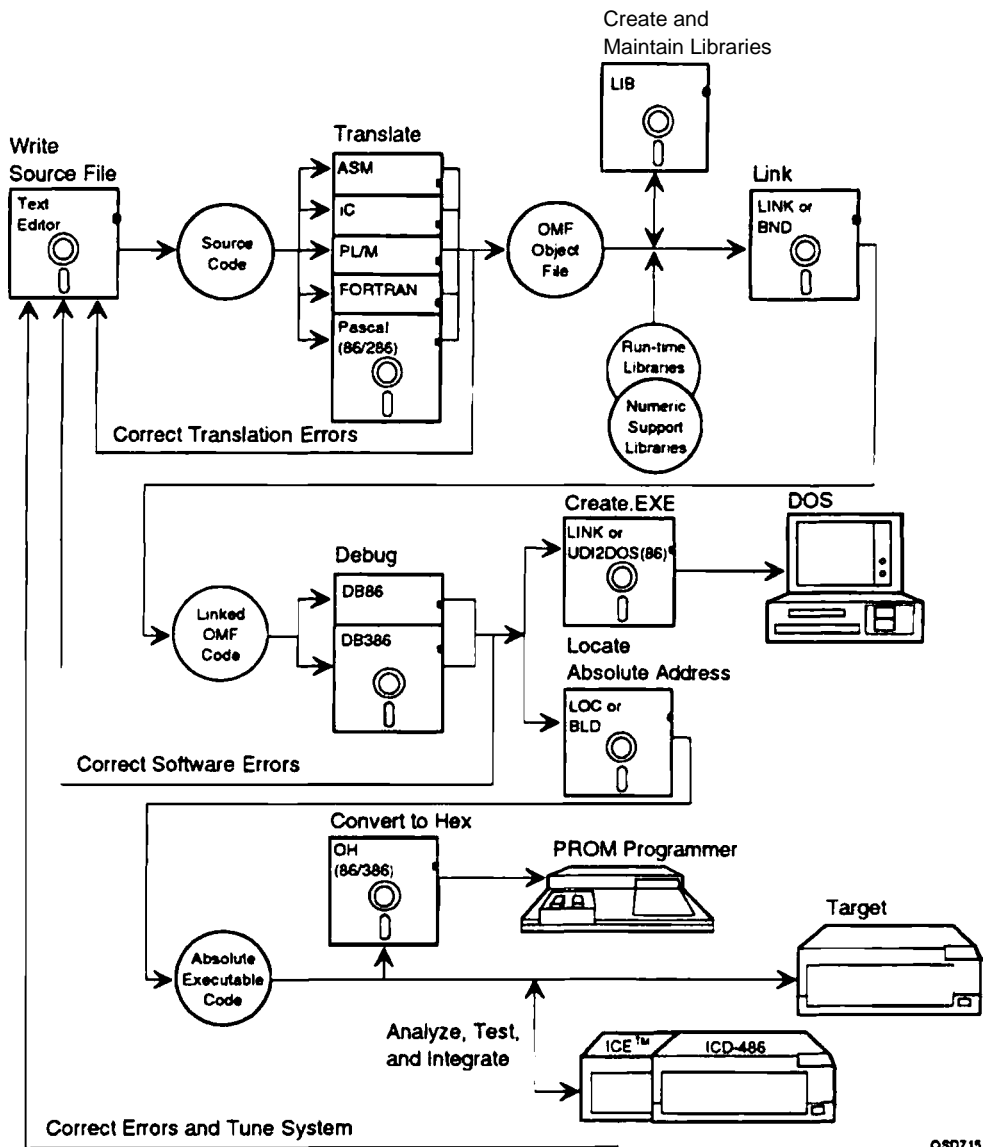 Create and
Maintain Libraries
LIB
Write
Source File
Text
Editor
Source
Code
Translate
ASM
iC
PL/M
FORTRAN
Pascal
(86/286)
OMF
Object
File
Link
LINK or
BND
Run-time
Libraries
Numeric
Support
Libraries
Correct Translation Errors
Linked
OMF
Code
Debug
DB86
DB386
Create.EXE
LINK or
UDI2DOS(86)
DOS
Locate
Absolute Address
LOC or
BLD
Correct Software Errors
Convert to Hex
OH
(86/386)
PROM Programmer
Target
Absolute
Executable
Code
Analyze, Test,
and Integrate
ICE™
ICD-486
Correct Errors and Tune System
OSD715